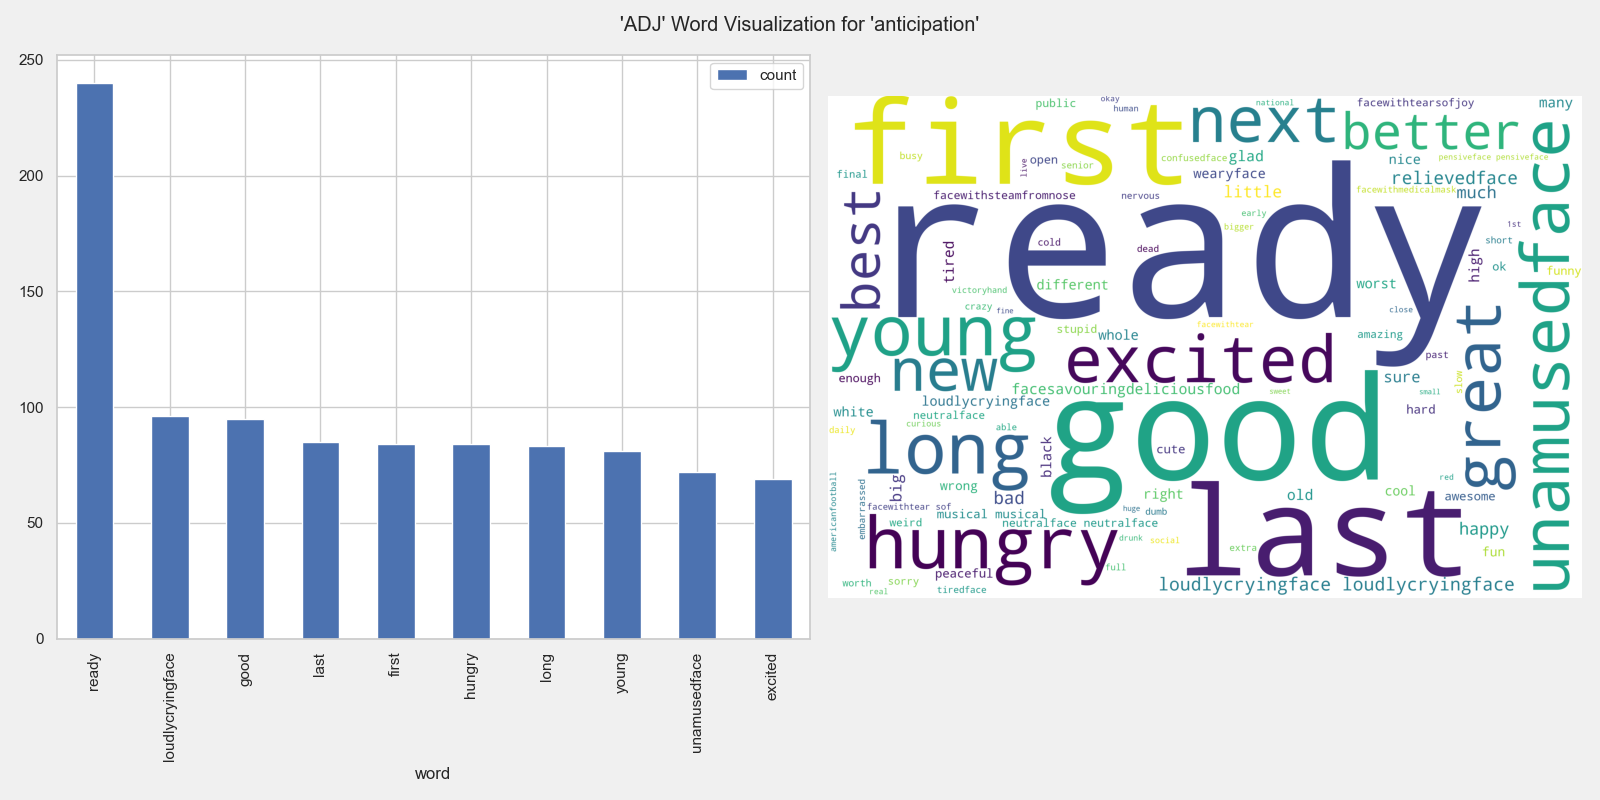 'ADJ' Word Visualization for 'anticipation'
250
200
150
100
50
0
count
ready
loudlycryingface
good
last
first
hungry
long
young
unamusedface
excited
word
first
public
okay
human
next
national
facewithtearsofjoy
many
better
busy
live
open
senior
confusedface
glad
nice
pensiveface pensiveface
final
wearyface
relievedface
best
facewithsteamfromnose
nervous
little
facewithmedicalmask
much
ready
early
bigger
1st
tired
cold
dead
high
short
ok
funny
unamusedface
victoryhand
different
worst
crazy
fine
close
young
stupid
whole
facewithtear
amazing
great
new
excited
past
enough
sure
slow
facesavouringdeliciousfood
sweet
small
loudlycryingface
white
neutralface
hard
daily
curious
able
long
good
black
cute
americanfootball
embarrassed
big
wrong
bad
right
last
old
cool
red
awesome
facewithtear sof
musical musical
huge
dumb
weird
neutralface neutralface
happy
hungry
drunk
social
extra
fun
peaceful
full
worth
sorry
real
tiredface
loudlycryingface loudlycryingface